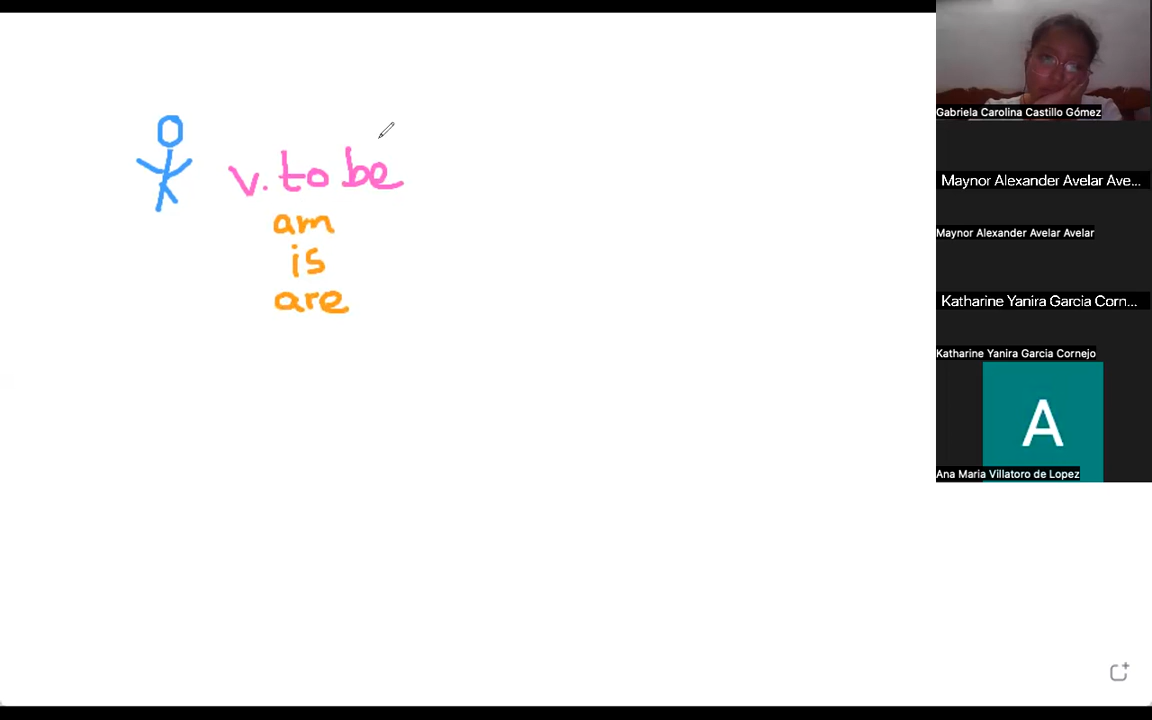 v. to be
am
is
are
Gabriela Carolina Castillo Gómez
Maynor Alexander Avelar Ave...
Maynor Alexander Avelar Avelar
Katharine Yanira Garcia Corn...
Katharine Yanira Garcia Cornejo
A
Ana Maria Villatoro de Lopez